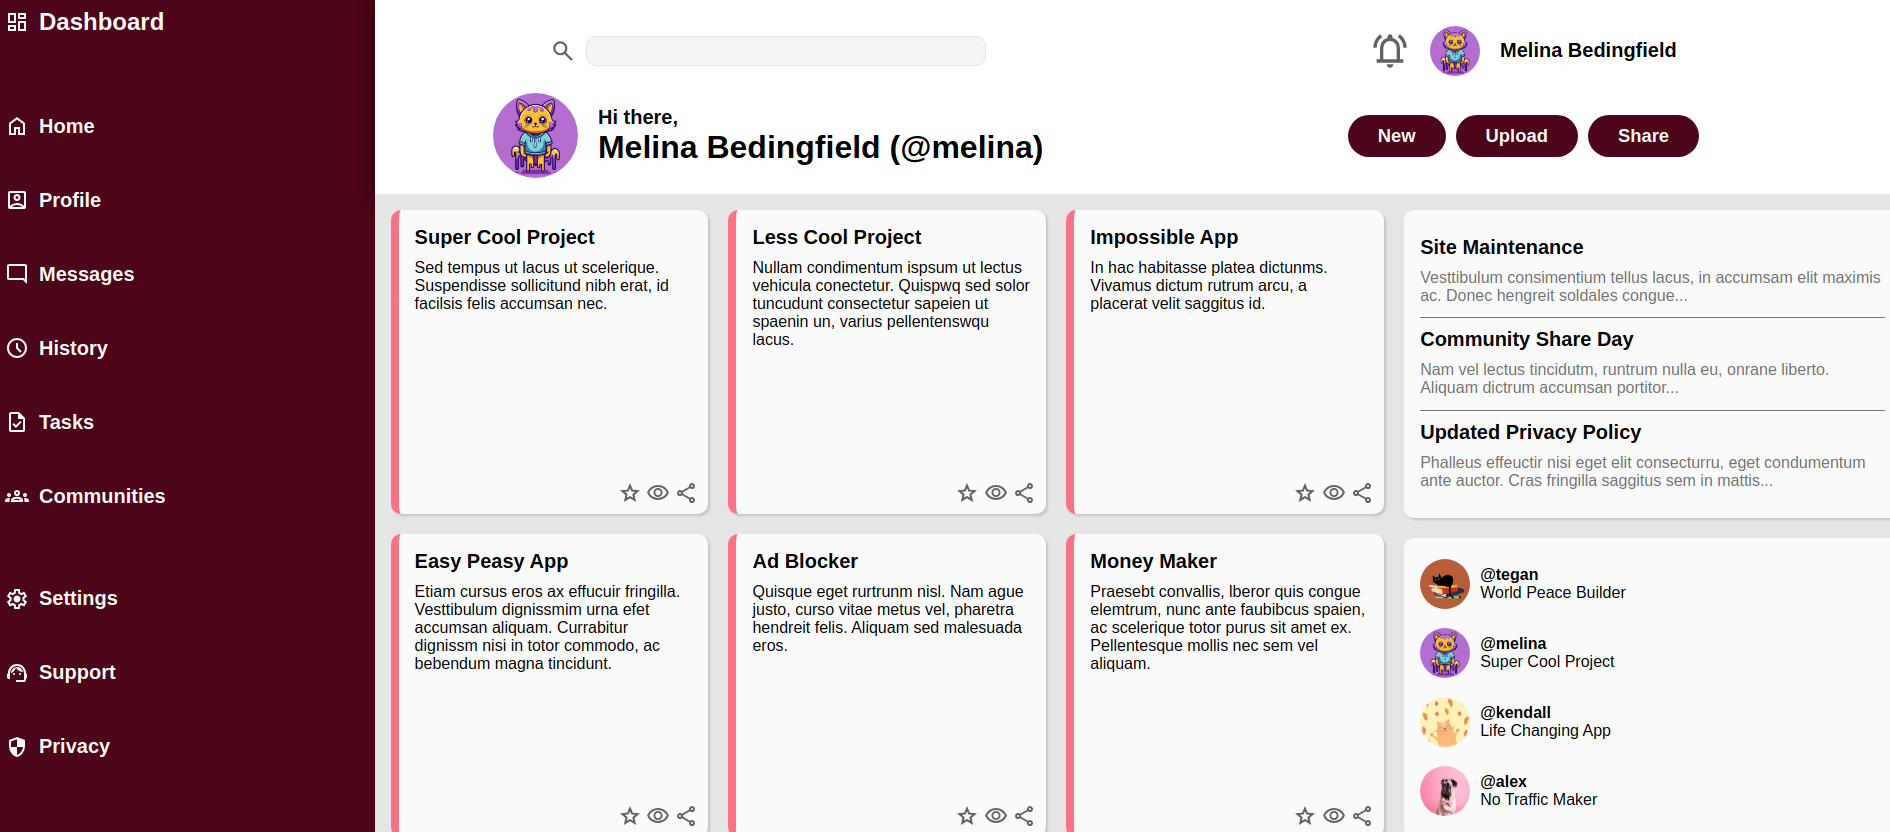 Dashboard
Home
Profile
Messages
History
Tasks
Communities
Settings
Support
Privacy
Melina Bedingfield
Hi there,
Melina Bedingfield (@melina)
New
Upload
Share
Super Cool Project
Sed tempus ut lacus ut scelerisque.
Suspendisse sollicitund nibh erat, id
facilsis felis accumsan nec.
Less Cool Project
Nullam condimentum ispsum ut lectus
vehicula conectetur. Quispwq sed solor
tuncudunt consectetur sapeien ut
spaenin un, varius pellentenswqu
lacus.
Impossible App
In hac habitasse platea dictunms.
Vivamus dictum rutrum arcu, a
placerat velit saggitus id.
Easy Peasy App
Etiam cursus eros ax effucuir fringilla.
Vesttibulum dignissmim urna efet
accumsan aliquam. Currabitur
dignissm nisi in totor commodo, ac
bebendum magna tincidunt.
Ad Blocker
Quisque eget rurtrunm nisl. Nam ague
justo, curso vitae metus vel, pharetra
hendreit felis. Aliquam sed malesuada
eros.
Money Maker
Praesebt convallis, lberor quis congue
elemtrum, nunc ante faubibcus spaien,
ac scelerique totor purus sit amet ex.
Pellentesque mollis nec sem vel
aliquam.
Site Maintenance
Vesttibulum consimentium tellus lacus, in accumsam elit maximis
ac. Donec hengreit soldales congue...
Community Share Day
Nam vel lectus tincidutm, runtrum nulla eu, onrane liberto.
Aliquam dictrum accumsan portitor...
Updated Privacy Policy
Phalleus effeuctir nisi eget elit consecturru, eget condumentum
ante auctor. Cras fringilla saggitus sem in mattis...
@tegan
World Peace Builder
@melina
Super Cool Project
@kendall
Life Changing App
@alex
No Traffic Maker